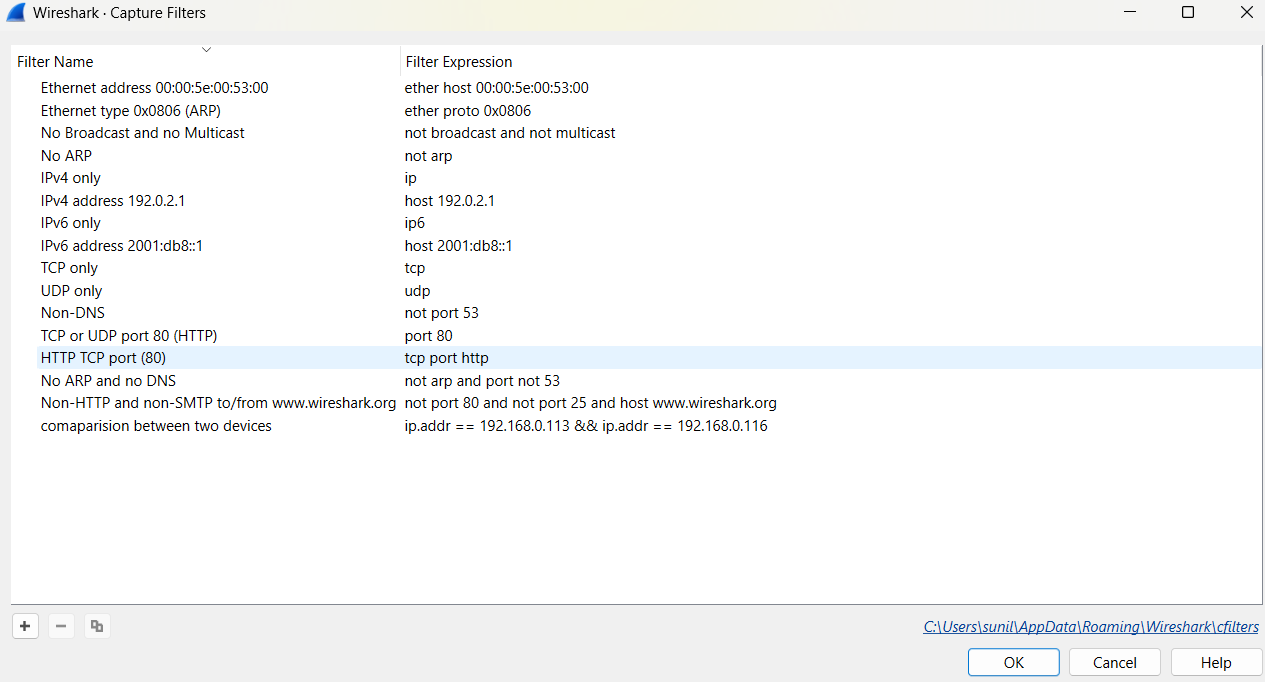 Wireshark · Capture Filters
Filter Name Filter Expression
Ethernet address 00:00:5e:00:53:00 ether host 00:00:5e:00:53:00
Ethernet type 0x0806 (ARP) ether proto 0x0806
No Broadcast and no Multicast not broadcast and not multicast
No ARP not arp
IPv4 only ip
IPv4 address 192.0.2.1 host 192.0.2.1
IPv6 only ip6
IPv6 address 2001:db8::1 host 2001:db8::1
TCP only tcp
UDP only udp
Non-DNS not port 53
TCP or UDP port 80 (HTTP) port 80
HTTP TCP port (80) tcp port http
No ARP and no DNS not arp and port not 53
Non-HTTP and non-SMTP to/from www.wireshark.org not port 80 and not port 25 and host www.wireshark.org
comaparision between two devices ip.addr == 192.168.0.113 && ip.addr == 192.168.0.116
C:\Users\sunil\AppData\Roaming\Wireshark\cfilters
OK Cancel Help